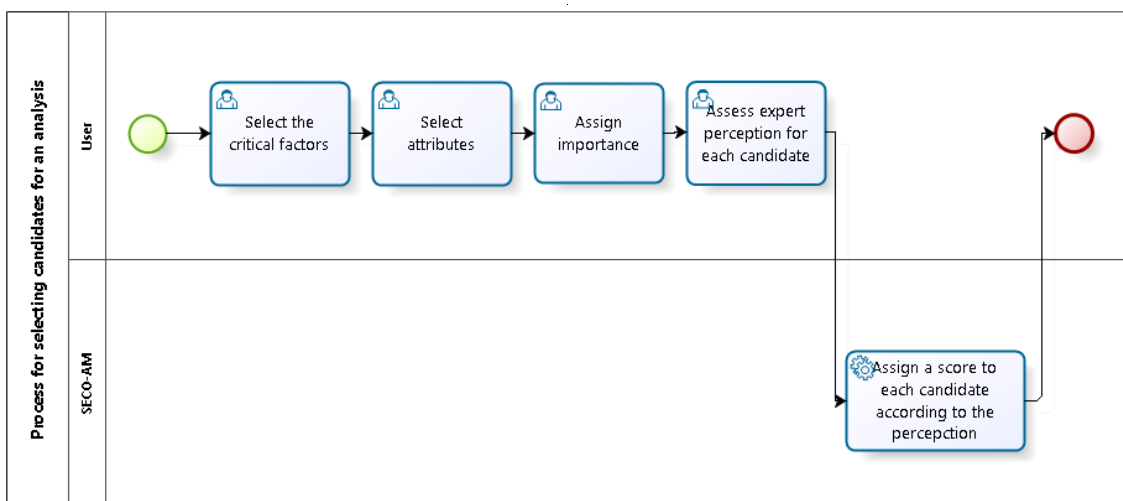 Process for selecting candidates for an analysis
User
Select the
critical factors
Select
attributes
Assign
importance
Assess expert
perception for
each candidate
SECO-AM
Assign a score to
each candidate
according to the
percepction